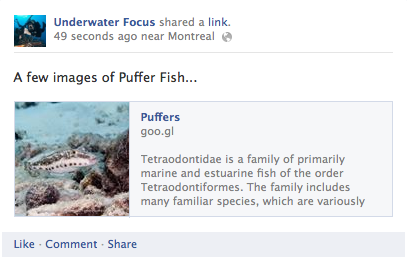 Underwater Focus shared a link.
49 seconds ago near Montreal
A few images of Puffer Fish...
Puffers
goo.gl
Tetraodontidae is a family of primarily
marine and estuarine fish of the order
Tetraodontiformes. The family includes
many familiar species, which are variously
Like · Comment · Share